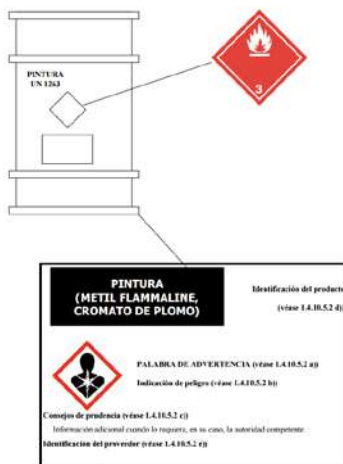 PINTURA
UN 1263
3
PINTURA
(METIL FLAMMALINE,
CROMATO DE PLOMO)
Identificación del producto
(véase 1.4.10.5.2 d))
PALABRA DE ADVERTENCIA (véase 1.4.10.5.2 a))
Indicación de peligro (véase 1.4.10.5.2 b))
Consejos de prudencia (véase 1.4.10.5.2 c))
Información adicional cuando lo requiera, en su caso, la autoridad competente.
Identificación del proveedor (véase 1.4.10.5.2 e))